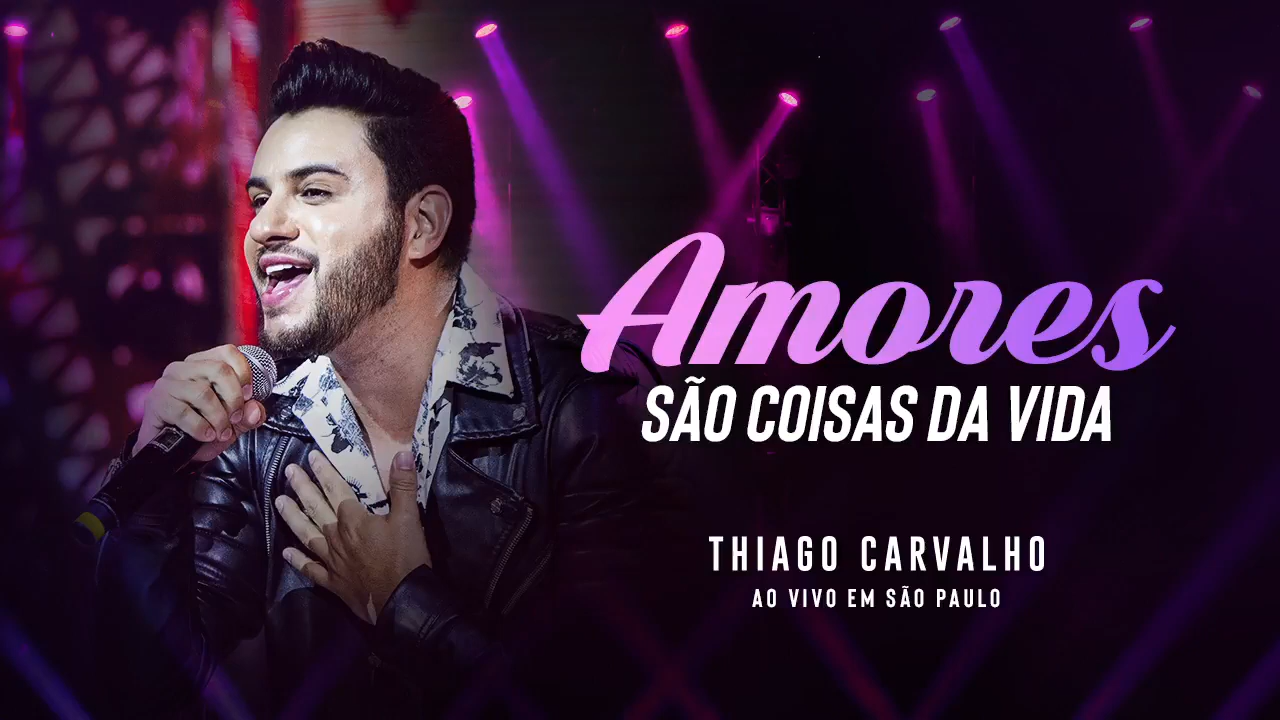 Amores
SÃO COISAS DA VIDA
THIAGO CARVALHO
AO VIVO EM SÃO PAULO